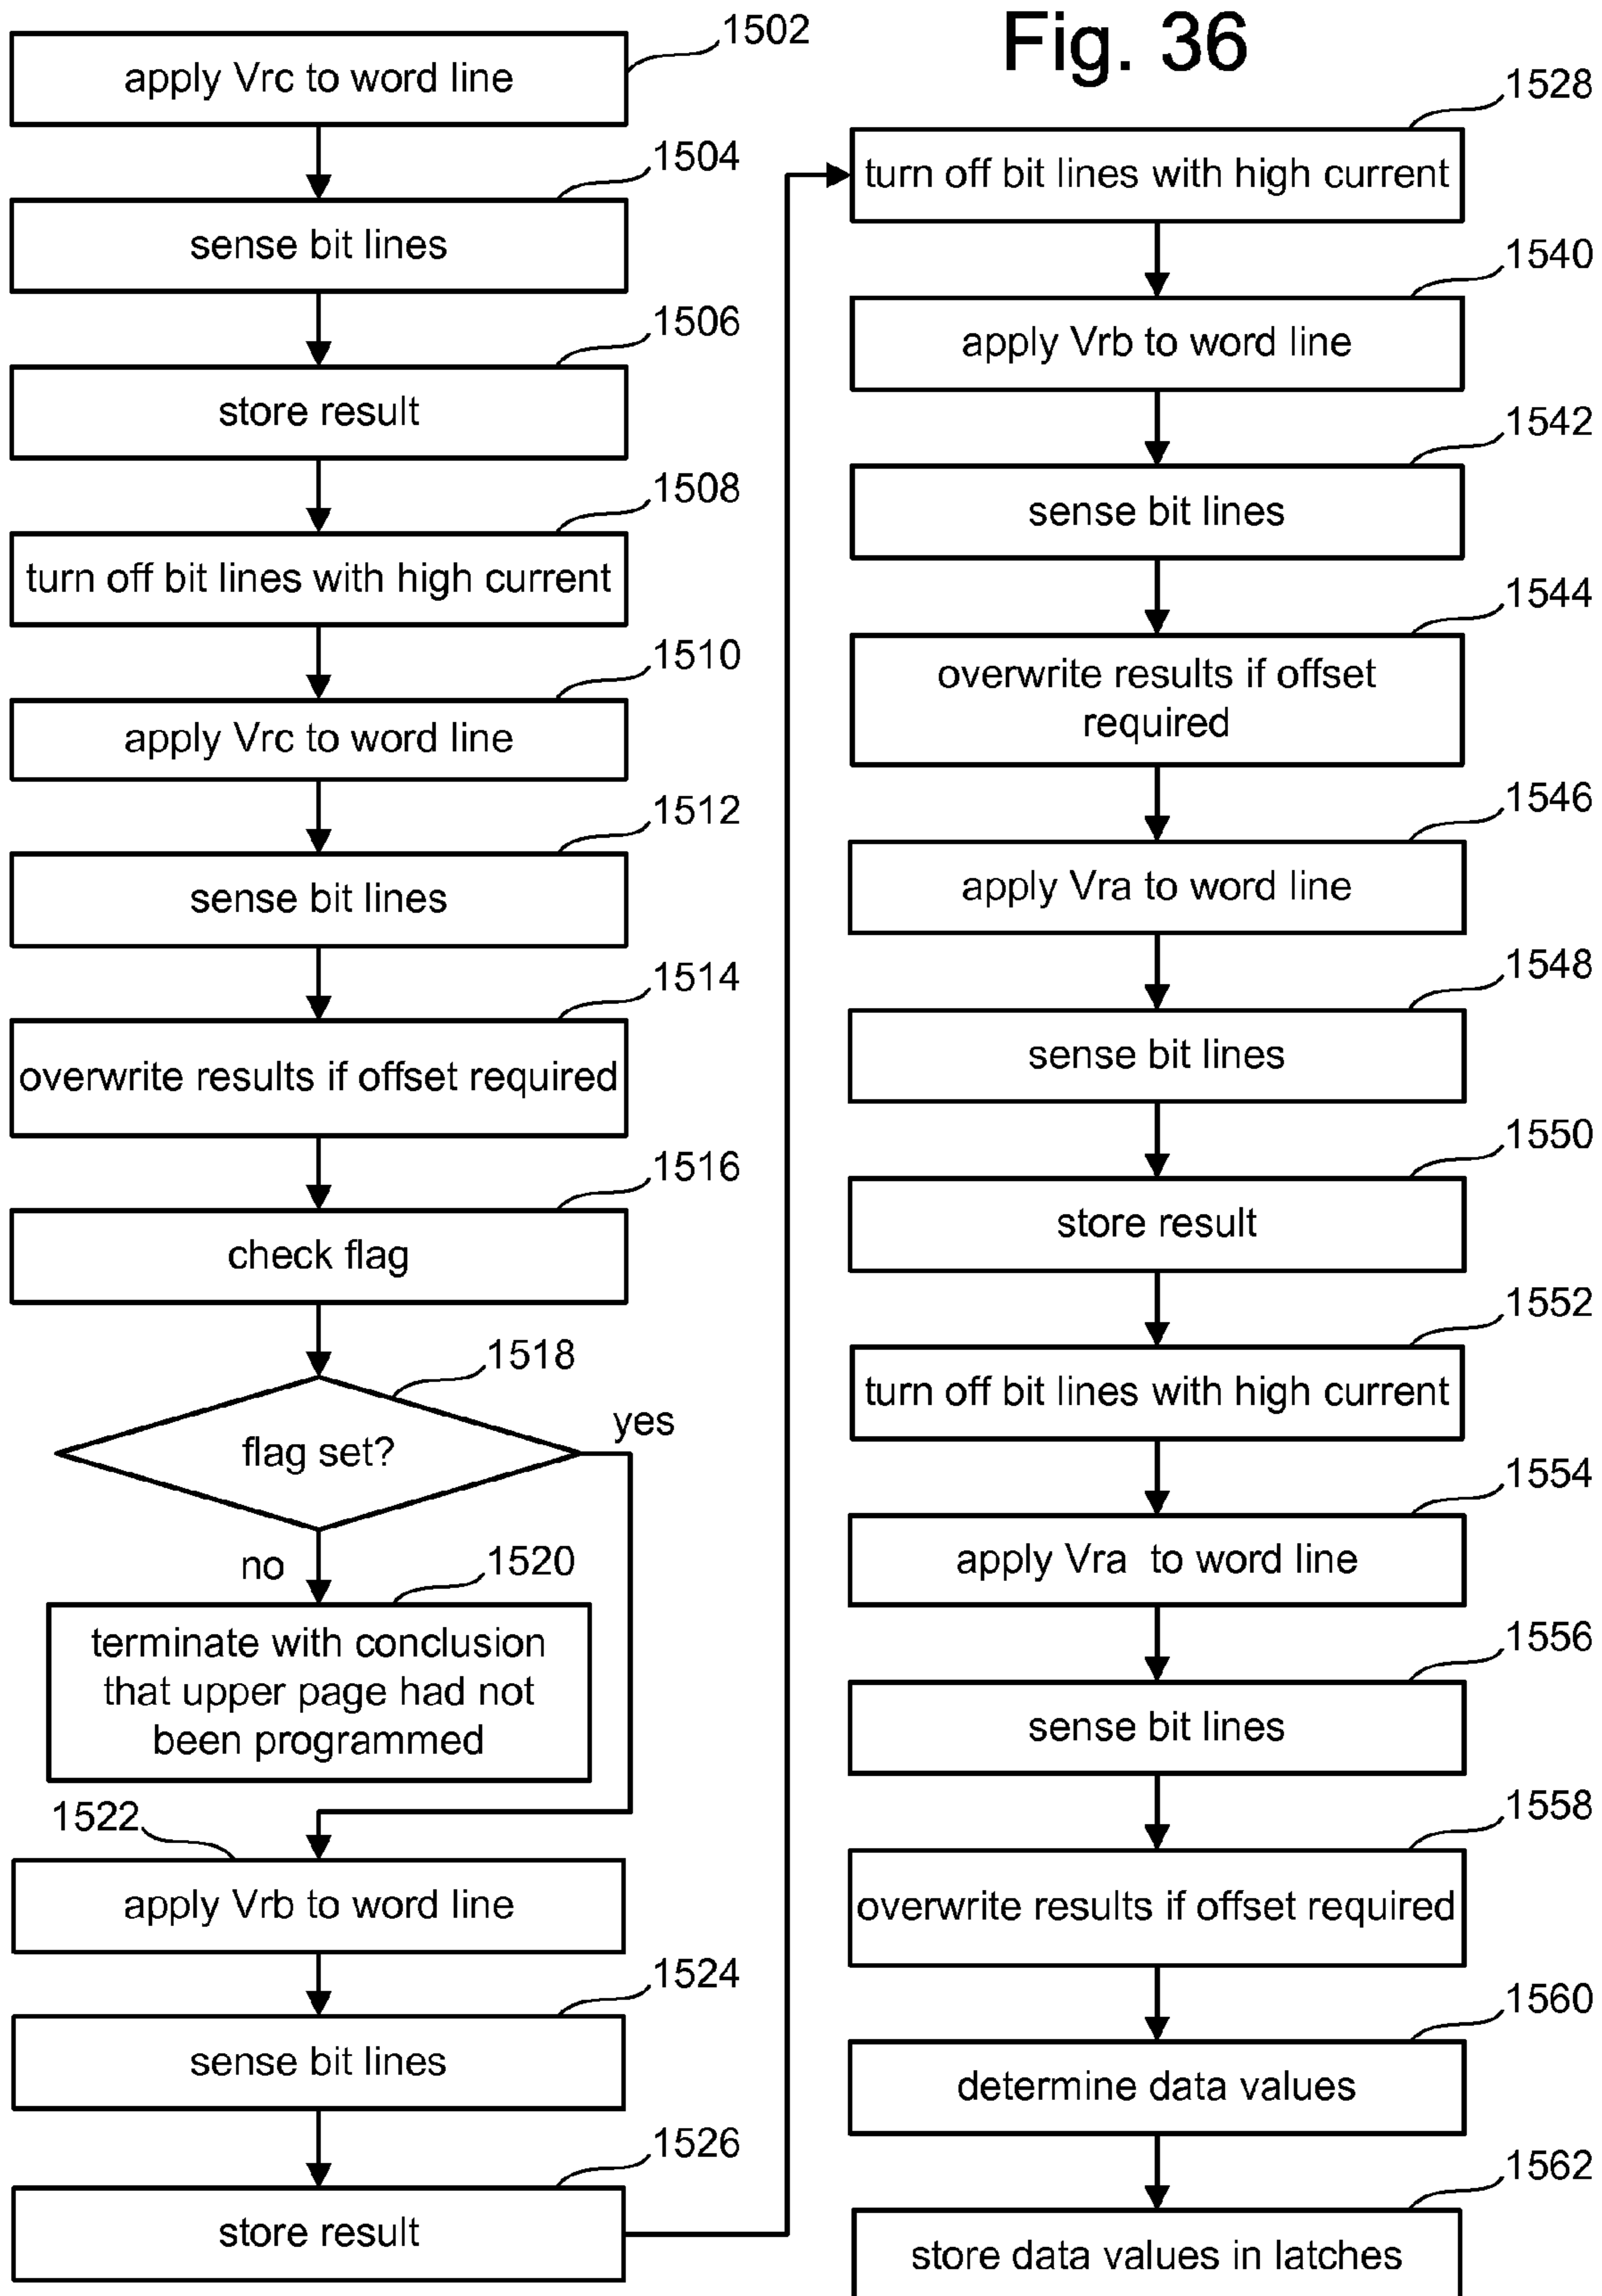 Fig. 36
1502
apply Vrc to word line
1504
sense bit lines
1506
store result
1508
turn off bit lines with high current
1510
apply Vrc to word line
1512
sense bit lines
1514
overwrite results if offset required
1516
check flag
1518
flag set?
yes
no
1520
terminate with conclusion
that upper page had not
been programmed
1522
apply Vrb to word line
1524
sense bit lines
1526
store result
1528
turn off bit lines with high current
1540
apply Vrb to word line
1542
sense bit lines
1544
overwrite results if offset
required
1546
apply Vra to word line
1548
sense bit lines
1550
store result
1552
turn off bit lines with high current
1554
apply Vra to word line
1556
sense bit lines
1558
overwrite results if offset required
1560
determine data values
1562
store data values in latches